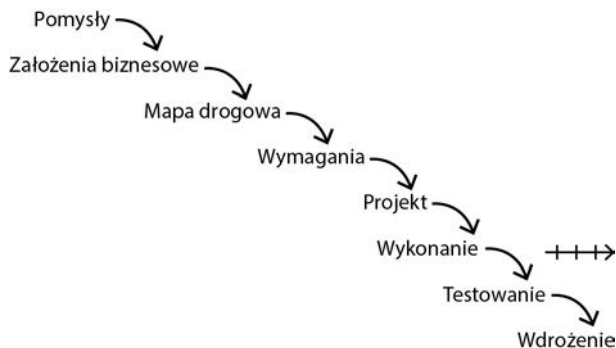 Pomysły
Założenia biznesowe
Mapa drogowa
Wymagania
Projekt
Wykonanie
Testowanie
Wdrożenie